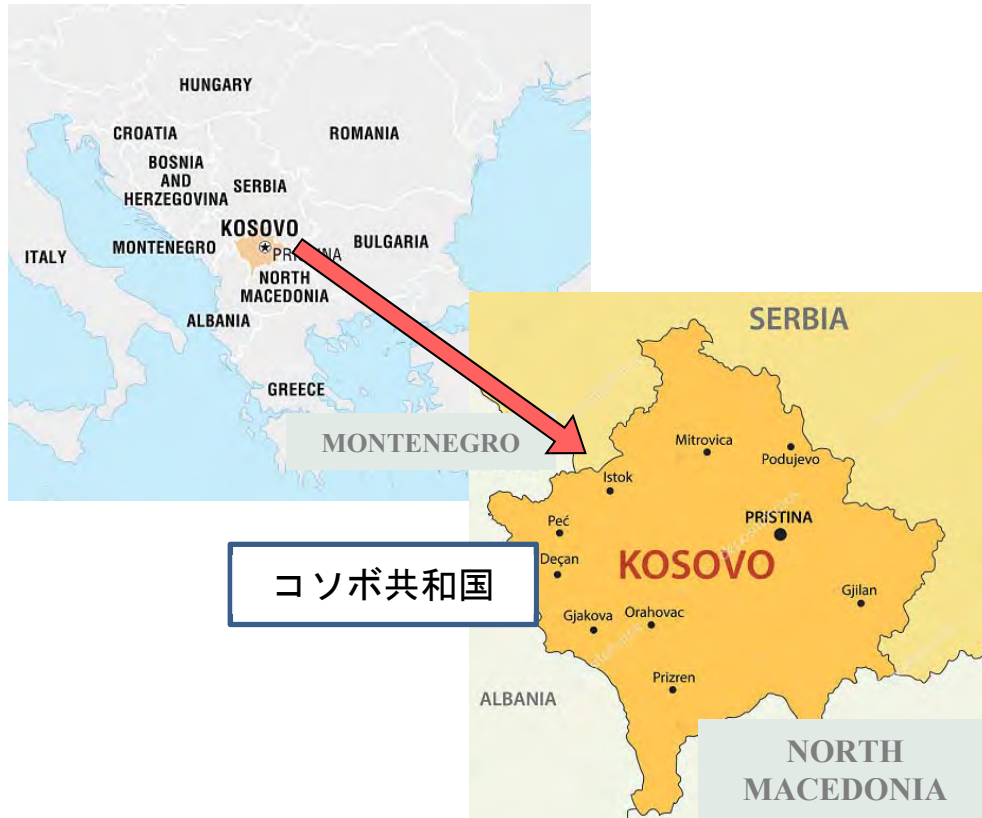 HUNGARY
CROATIA
ROMANIA
BOSNIA
AND
HERZEGOVINA
SERBIA
KOSOVO
PRISTINA
ITALY
MONTENEGRO
BULGARIA
NORTH
MACEDONIA
ALBANIA
GREECE
SERBIA
MONTENEGRO
Mitrovica
Podujevo
Istok
Peć
PRISTINA
Deçan
KOSOVO
コソボ共和国
Gjilan
Gjakova
Orahovac
Prizren
ALBANIA
NORTH
MACEDONIA